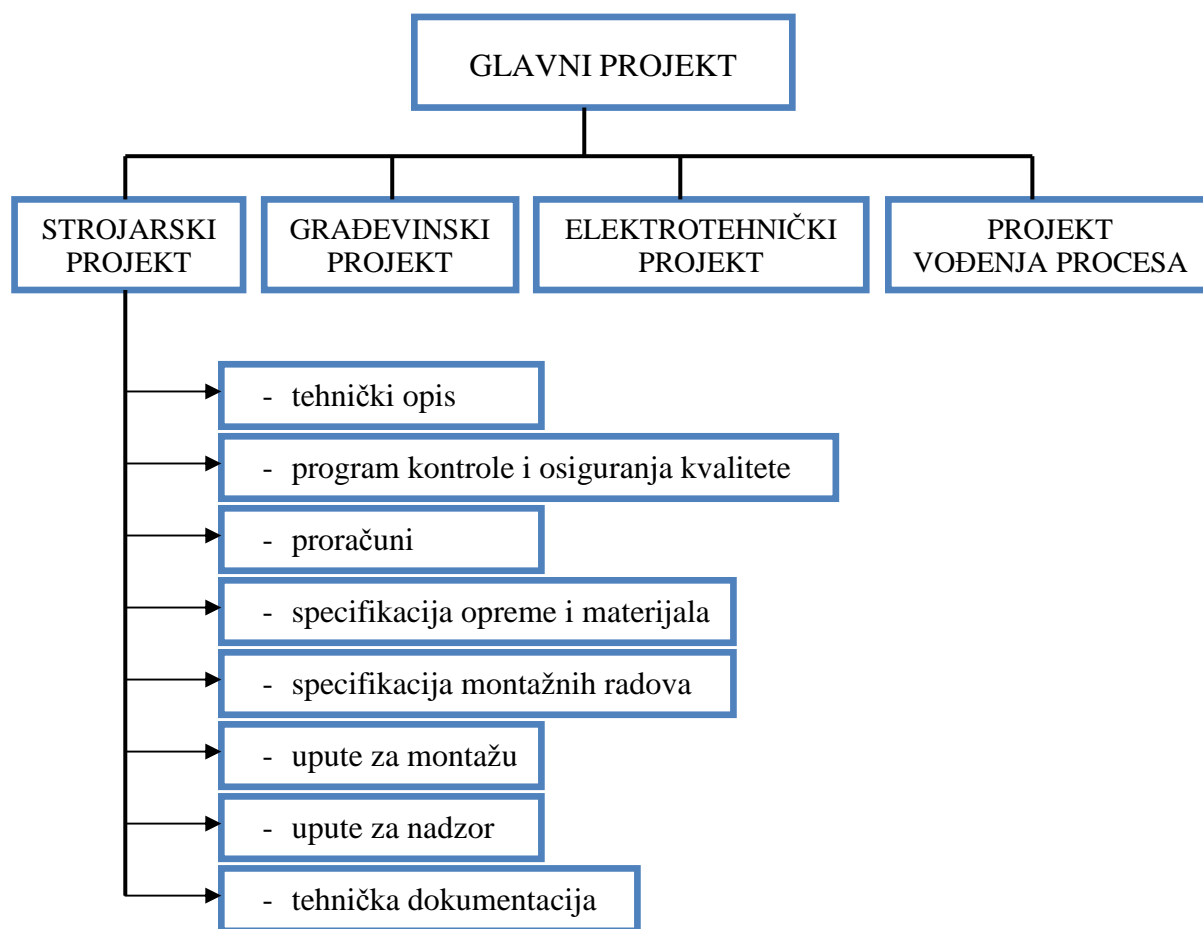 GLAVNI PROJEKT
STROJARSKI
PROJEKT
GRAĐEVINSKI
PROJEKT
ELEKTROTEHNIČKI
PROJEKT
PROJEKT
VOĐENJA PROCESA
- tehnički opis
- program kontrole i osiguranja kvalitete
- proračuni
- specifikacija opreme i materijala
- specifikacija montažnih radova
- upute za montažu
- upute za nadzor
- tehnička dokumentacija